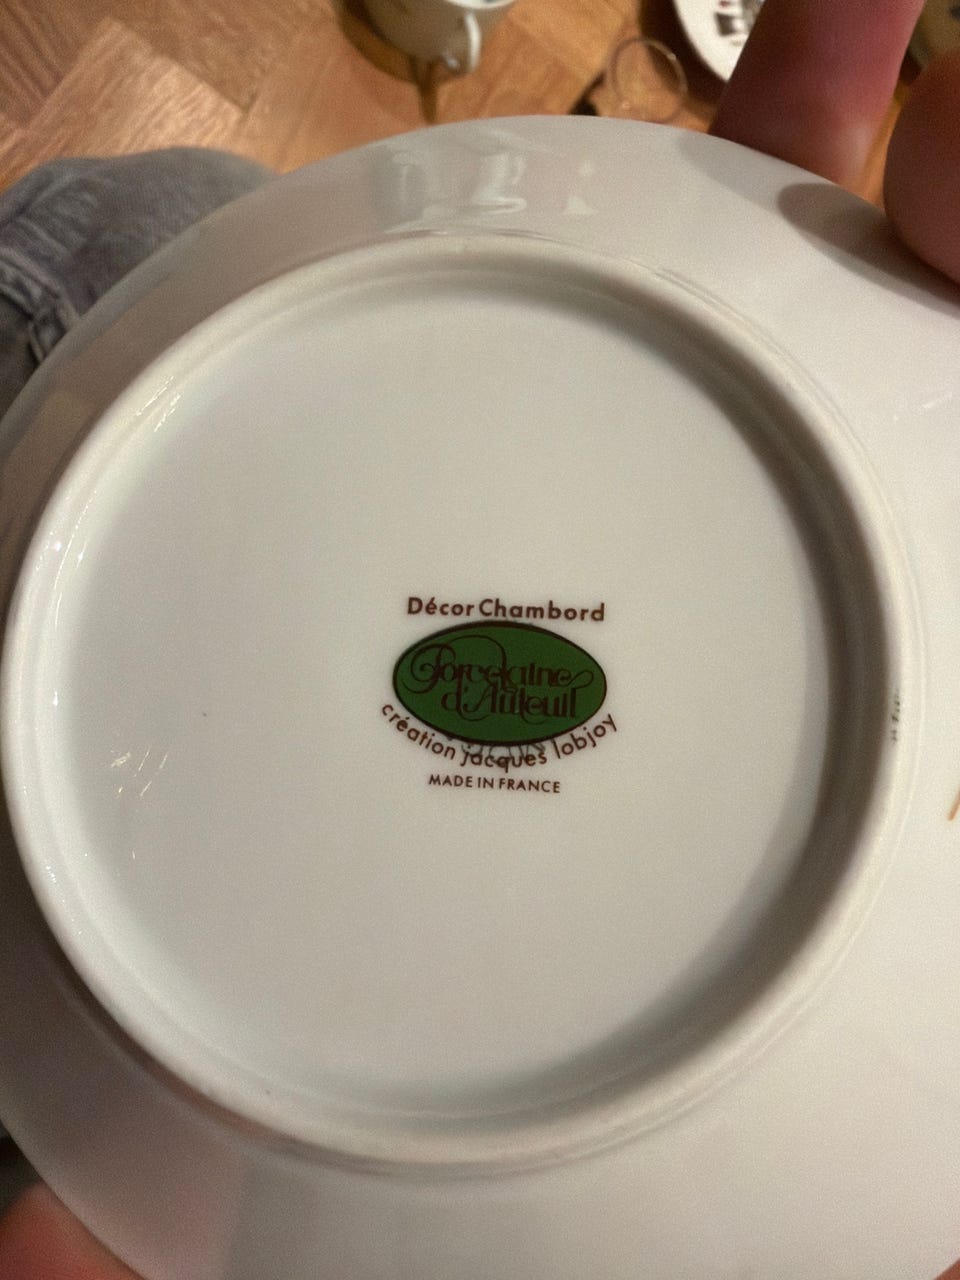 Décor Chambord
Porcelaine
d'Auteuil
création jacques lobjoy
MADE IN FRANCE